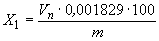 X₁ = Vₙ · 0,001829 · 100 / m